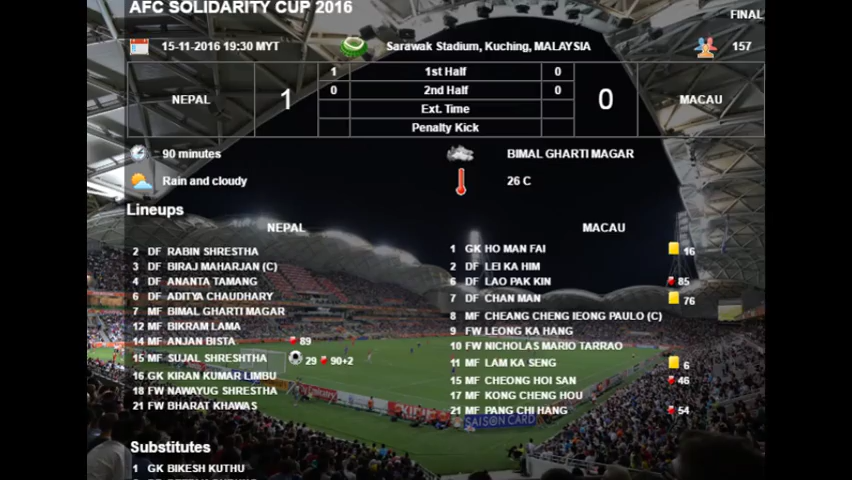 AFC SOLIDARITY CUP 2016
FINAL
15-11-2016 19:30 MYT
Sarawak Stadium, Kuching, MALAYSIA
157
NEPAL 1
1 1st Half 0
0 2nd Half 0
Ext. Time
Penalty Kick
0 MACAU
90 minutes
BIMAL GHARTI MAGAR
Rain and cloudy
26 C
Lineups
NEPAL
2 DF RABIN SHRESTHA
3 DF BIRAJ MAHARJAN (C)
4 DF ANANTA TAMANG
6 DF ADITYA CHAUDHARY
7 MF BIMAL GHARTI MAGAR
12 MF BIKRAM LAMA
14 MF ANJAN BISTA 89
15 MF SUJAL SHRESHTHA 29 90+2
16 GK KIRAN KUMAR LIMBU
18 FW NAWAYUG SHRESTHA
21 FW BHARAT KHAWAS
MACAU
1 GK HO MAN FAI 16
2 DF LEI KA HIM
6 DF LAO PAK KIN 85
7 DF CHAN MAN 76
8 MF CHEANG CHENG IEONG PAULO (C)
9 FW LEONG KA HANG
10 FW NICHOLAS MARIO TARRAO
11 MF LAM KA SENG 6
15 MF CHEONG HOI SAN 46
17 MF KONG CHENG HOU
21 MF PANG CHI HANG 54
SAISON CARD
Substitutes
1 GK BIKESH KUTHU